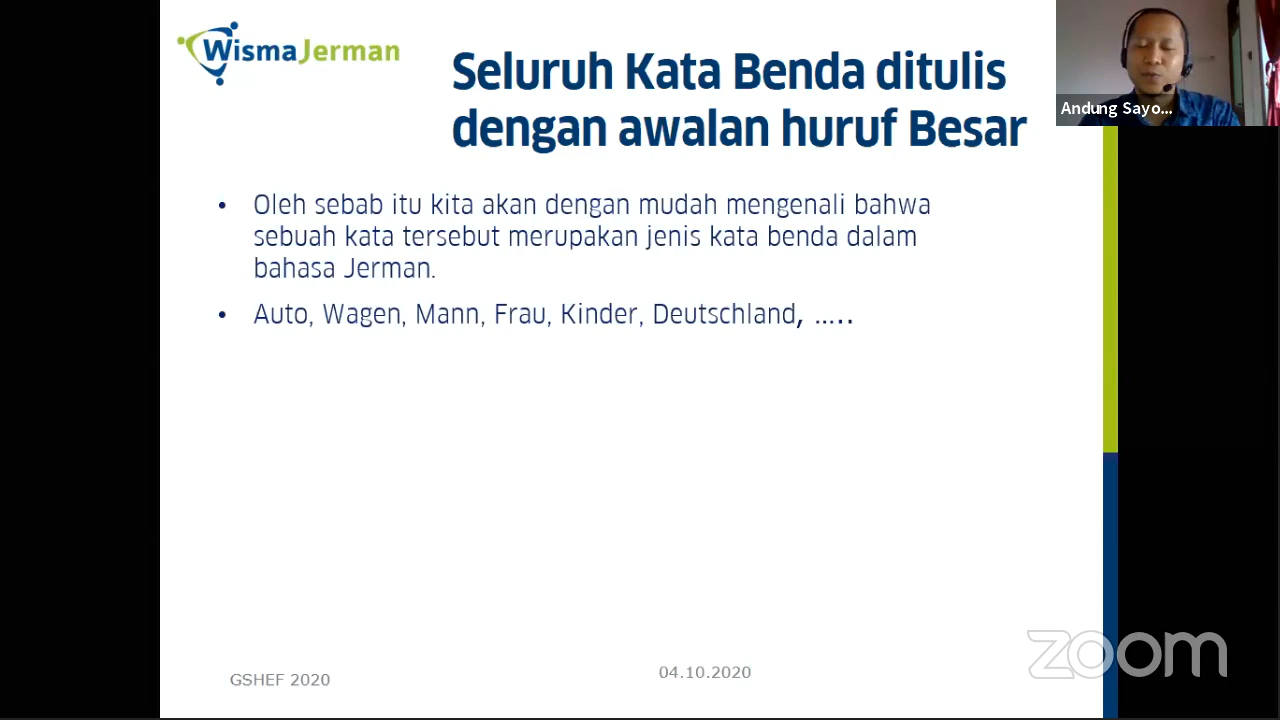 WismaJerman
Seluruh Kata Benda ditulis
dengan awalan huruf Besar
Andung Sayo...
• Oleh sebab itu kita akan dengan mudah mengenali bahwa
sebuah kata tersebut merupakan jenis kata benda dalam
bahasa Jerman.
• Auto, Wagen, Mann, Frau, Kinder, Deutschland, .....
zoom
GSHEF 2020
04.10.2020